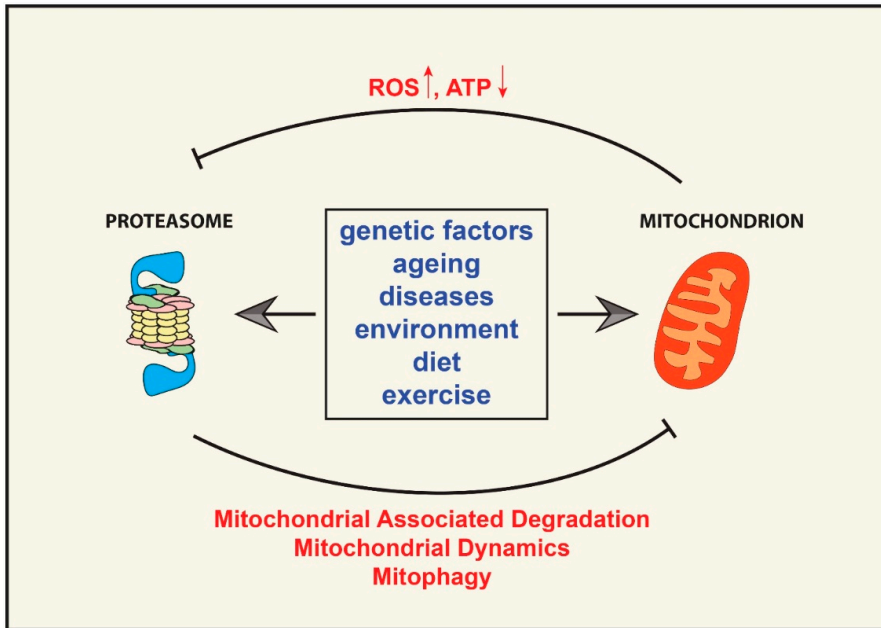 ROS↑, ATP↓
PROTEASOME
MITOCHONDRION
genetic factors
ageing
diseases
environment
diet
exercise
Mitochondrial Associated Degradation
Mitochondrial Dynamics
Mitophagy